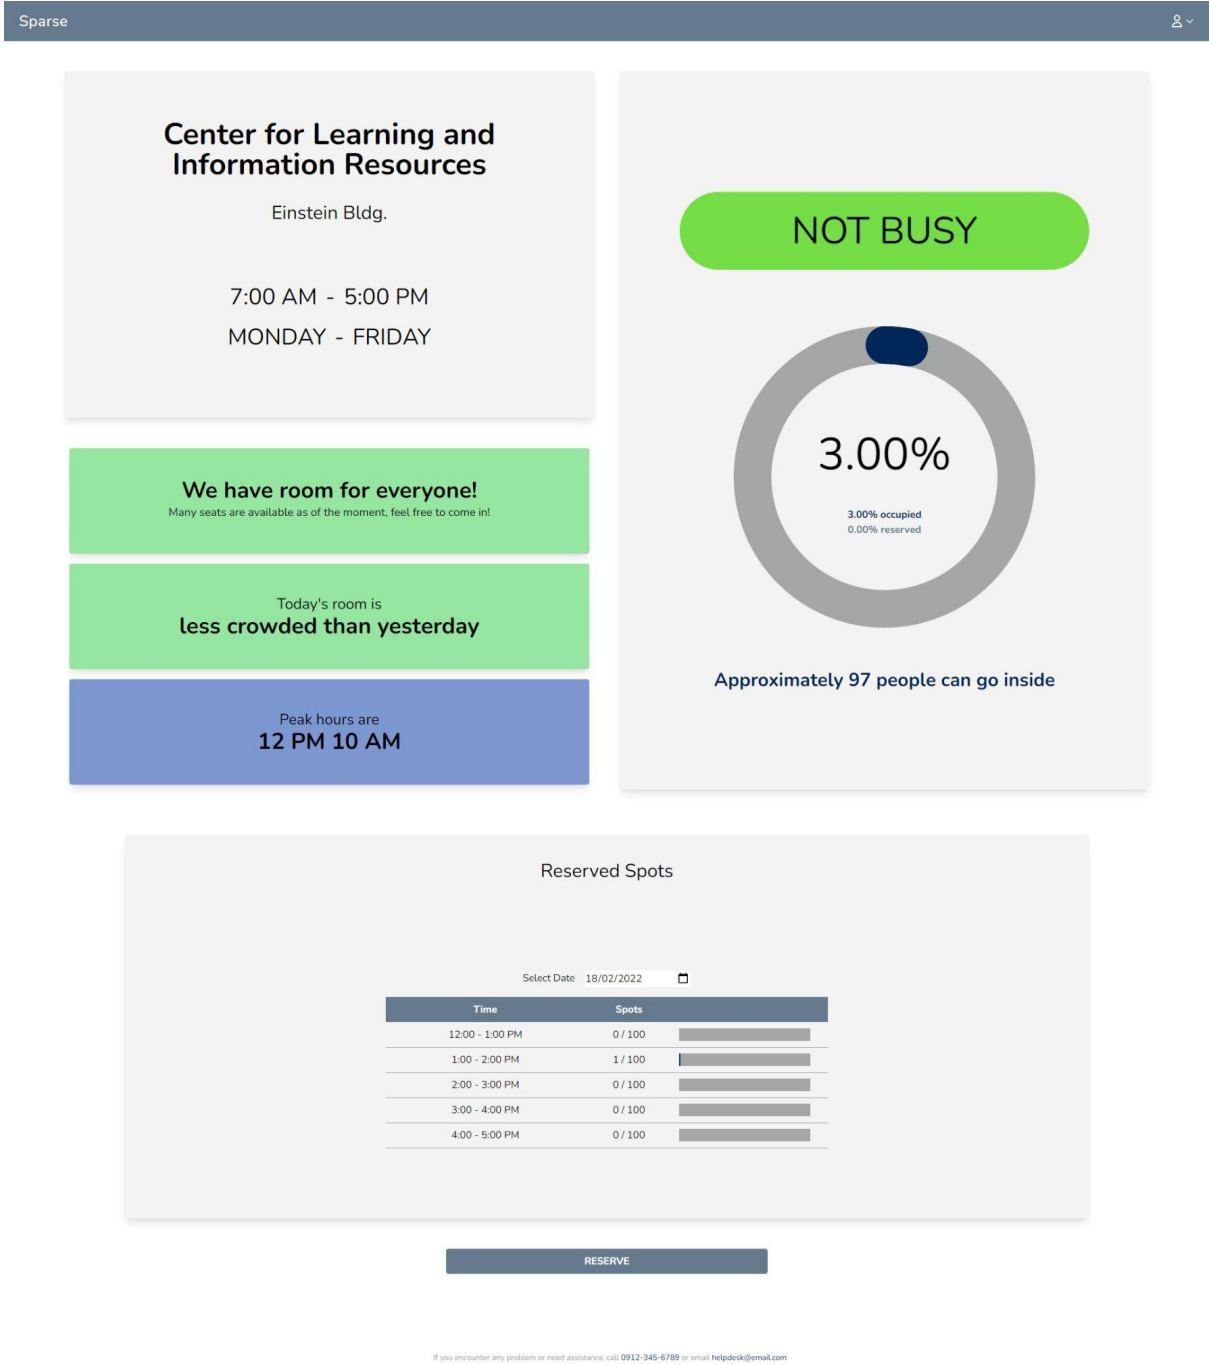 Sparse
Center for Learning and
Information Resources
Einstein Bldg.
7:00 AM - 5:00 PM
MONDAY - FRIDAY
We have room for everyone!
Many seats are available as of the moment, feel free to come in!
Today's room is
less crowded than yesterday
Peak hours are
12 PM 10 AM
NOT BUSY
3.00%
3.00% occupied
0.00% reserved
Approximately 97 people can go inside
Reserved Spots
Select Date 18/02/2022
Time Spots
12:00 - 1:00 PM 0 / 100
1:00 - 2:00 PM 1 / 100
2:00 - 3:00 PM 0 / 100
3:00 - 4:00 PM 0 / 100
4:00 - 5:00 PM 0 / 100
RESERVE
If you encounter any problem or need assistance, call 0912-345-6789 or email helpdesk@email.com